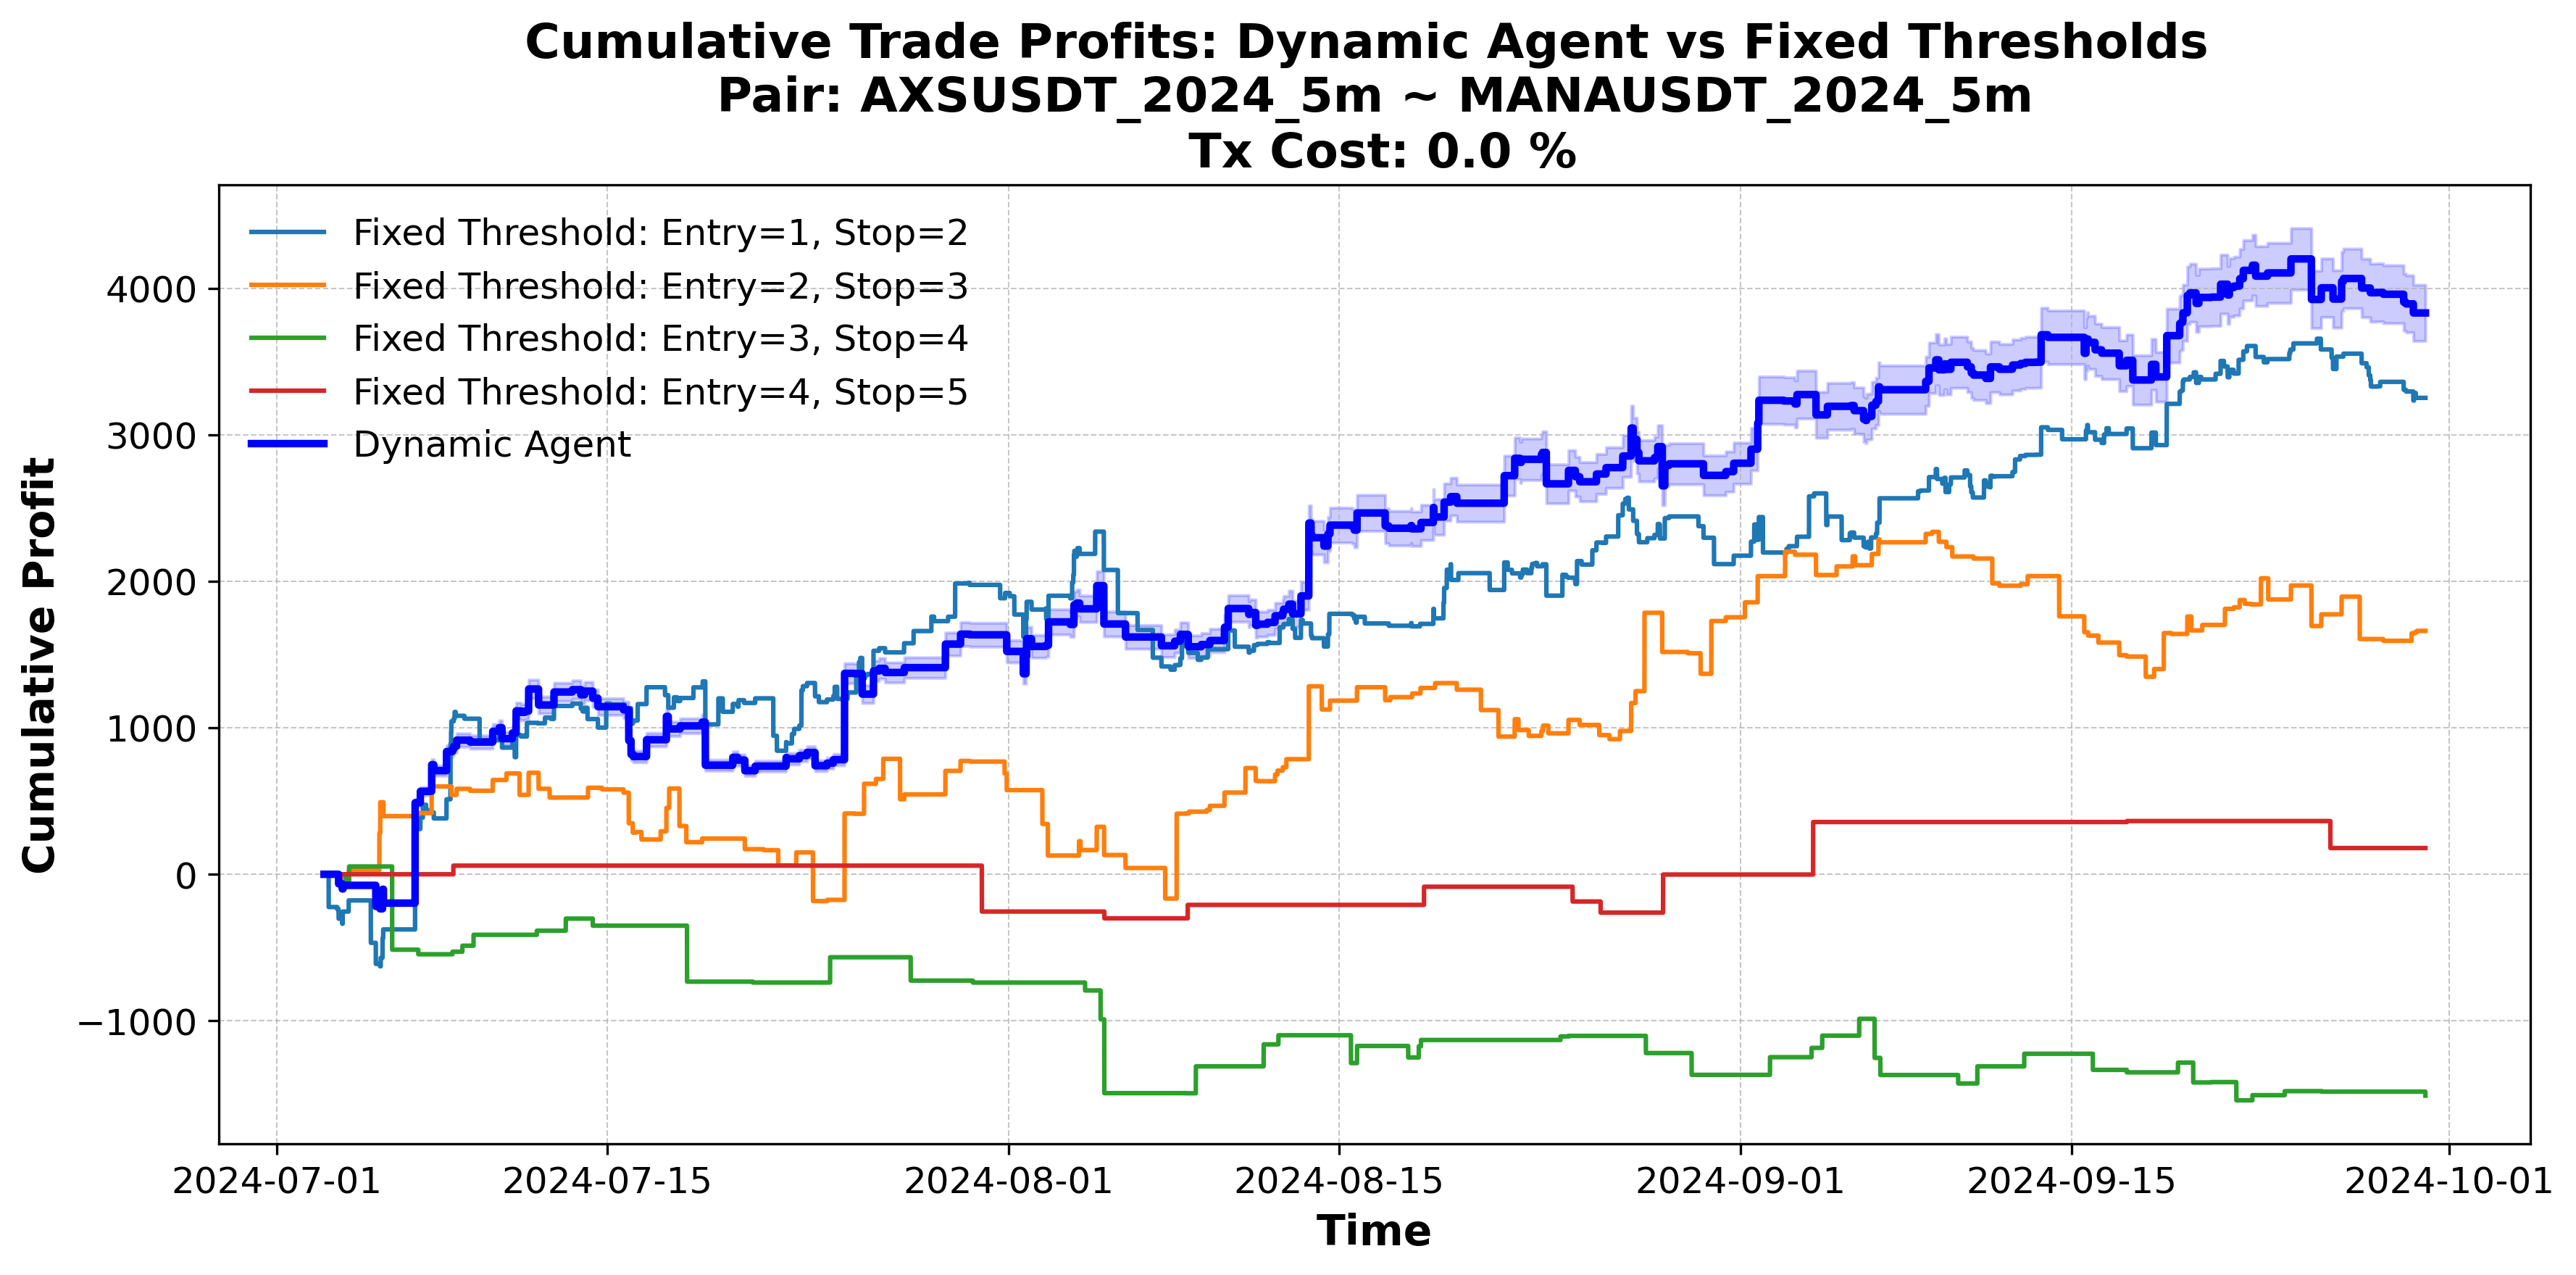 Cumulative Trade Profits: Dynamic Agent vs Fixed Thresholds
Pair: AXSUSDT_2024_5m ~ MANAUSDT_2024_5m
Tx Cost: 0.0 %
Fixed Threshold: Entry=1, Stop=2
Fixed Threshold: Entry=2, Stop=3
Fixed Threshold: Entry=3, Stop=4
Fixed Threshold: Entry=4, Stop=5
Dynamic Agent
Cumulative Profit
4000
3000
2000
1000
0
−1000
2024-07-01
2024-07-15
2024-08-01
2024-08-15
2024-09-01
2024-09-15
2024-10-01
Time